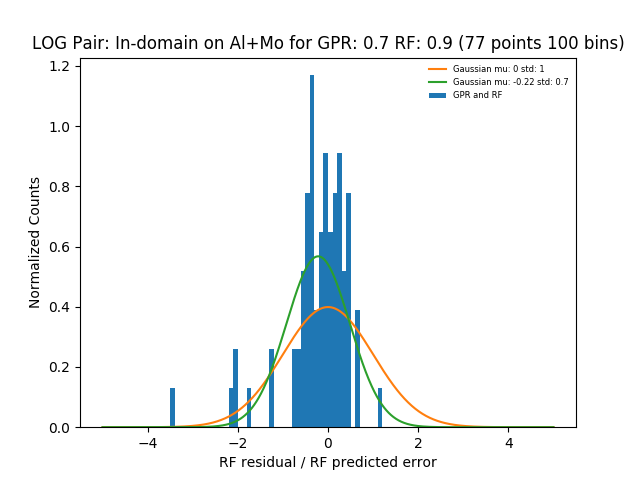 LOG Pair: In-domain on Al+Mo for GPR: 0.7 RF: 0.9 (77 points 100 bins)
Gaussian mu: 0 std: 1
Gaussian mu: -0.22 std: 0.7
GPR and RF
Normalized Counts
1.2
1.0
0.8
0.6
0.4
0.2
0.0
−4 −2 0 2 4
RF residual / RF predicted error